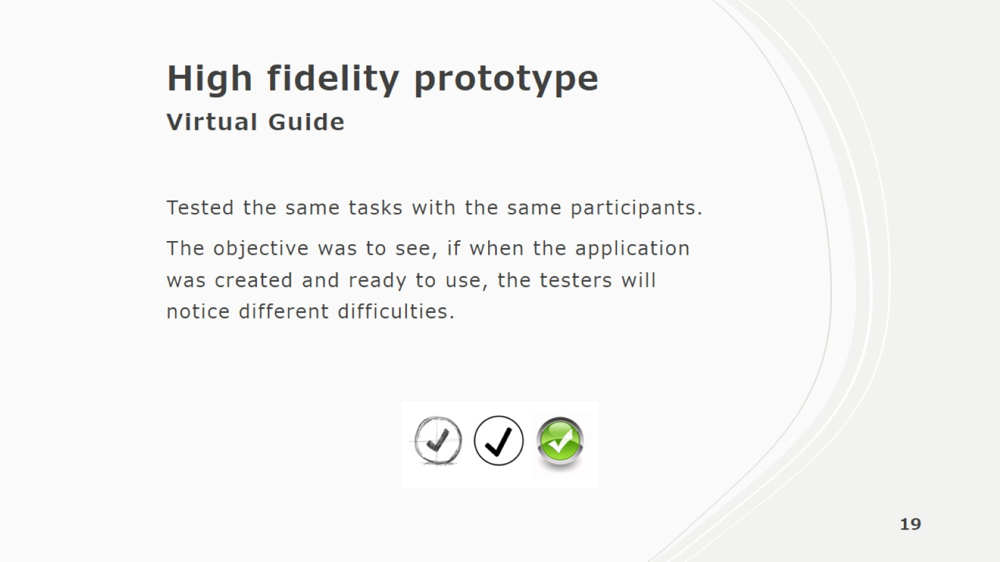 High fidelity prototype
Virtual Guide
Tested the same tasks with the same participants.
The objective was to see, if when the application
was created and ready to use, the testers will
notice different difficulties.
19